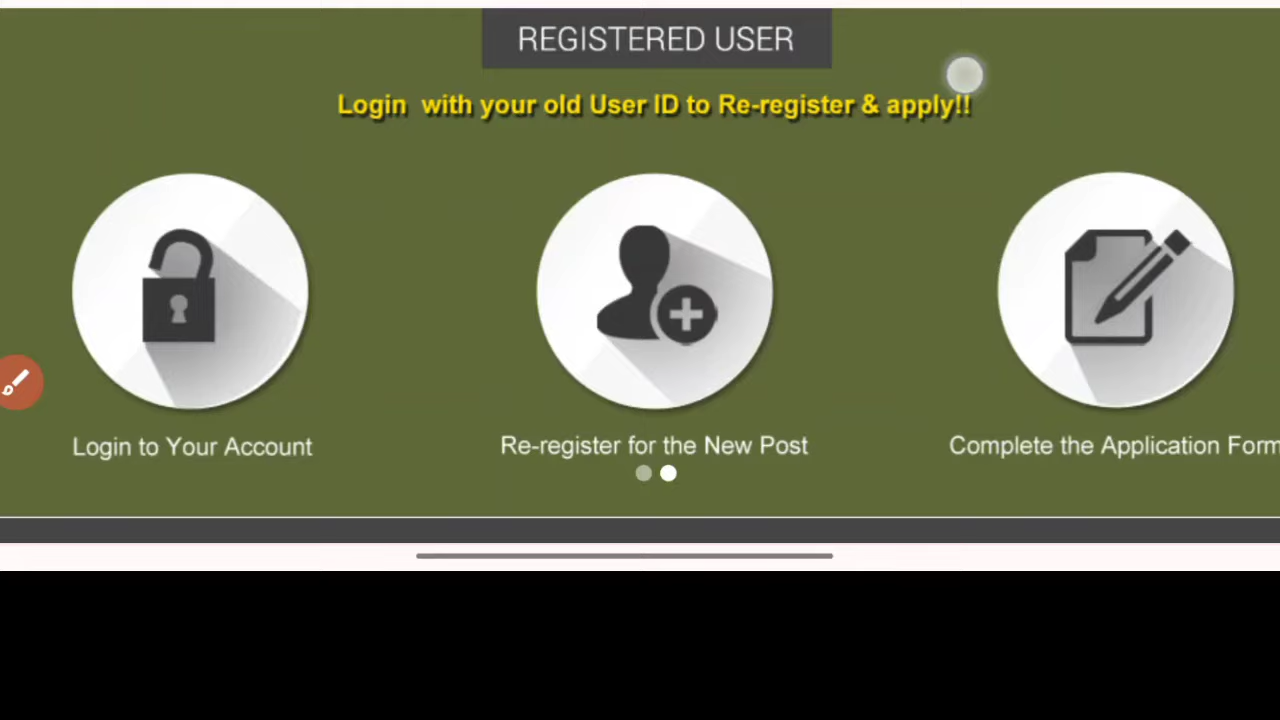 REGISTERED USER
Login with your old User ID to Re-register & apply!!
Login to Your Account
Re-register for the New Post
Complete the Application Form